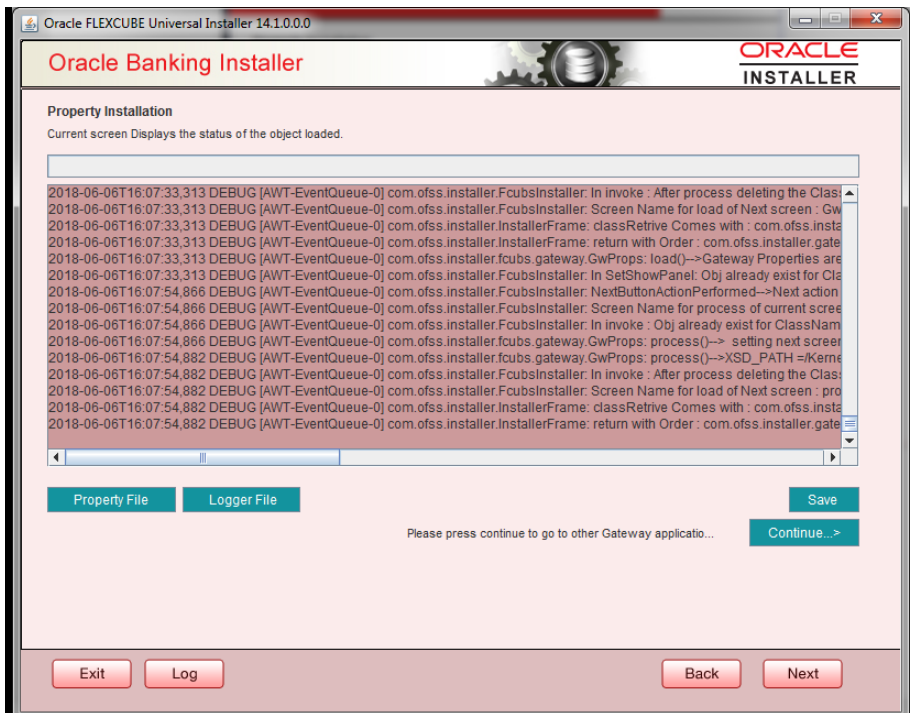 Oracle FLEXCUBE Universal Installer 14.1.0.0.0
Oracle Banking Installer
ORACLE
INSTALLER
Property Installation
Current screen Displays the status of the object loaded.
2018-06-06T16:07:33,313 DEBUG [AWT-EventQueue-0] com.ofss.installer.FcubsInstaller: In invoke : After process deleting the Clas
2018-06-06T16:07:33,313 DEBUG [AWT-EventQueue-0] com.ofss.installer.FcubsInstaller: Screen Name for load of Next screen : Gw
2018-06-06T16:07:33,313 DEBUG [AWT-EventQueue-0] com.ofss.installer.InstallerFrame: classRetrive Comes with : com.ofss.insta
2018-06-06T16:07:33,313 DEBUG [AWT-EventQueue-0] com.ofss.installer.InstallerFrame: return with Order : com.ofss.installer.gate
2018-06-06T16:07:33,313 DEBUG [AWT-EventQueue-0] com.ofss.installer.fcubs.gateway.GwProps: load()-->Gateway Properties are
2018-06-06T16:07:33,313 DEBUG [AWT-EventQueue-0] com.ofss.installer.FcubsInstaller: In SetShowPanel: Obj already exist for Cla
2018-06-06T16:07:54,866 DEBUG [AWT-EventQueue-0] com.ofss.installer.FcubsInstaller: NextButtonActionPerformed-->Next action
2018-06-06T16:07:54,866 DEBUG [AWT-EventQueue-0] com.ofss.installer.FcubsInstaller: Screen Name for process of current scree
2018-06-06T16:07:54,866 DEBUG [AWT-EventQueue-0] com.ofss.installer.FcubsInstaller: In invoke : Obj already exist for ClassNam
2018-06-06T16:07:54,866 DEBUG [AWT-EventQueue-0] com.ofss.installer.fcubs.gateway.GwProps: process()--> setting next screen
2018-06-06T16:07:54,882 DEBUG [AWT-EventQueue-0] com.ofss.installer.fcubs.gateway.GwProps: process()-->XSD_PATH =/Kerne
2018-06-06T16:07:54,882 DEBUG [AWT-EventQueue-0] com.ofss.installer.FcubsInstaller: In invoke : After process deleting the Clas
2018-06-06T16:07:54,882 DEBUG [AWT-EventQueue-0] com.ofss.installer.FcubsInstaller: Screen Name for load of Next screen : pro
2018-06-06T16:07:54,882 DEBUG [AWT-EventQueue-0] com.ofss.installer.InstallerFrame: classRetrive Comes with : com.ofss.insta
2018-06-06T16:07:54,882 DEBUG [AWT-EventQueue-0] com.ofss.installer.InstallerFrame: return with Order : com.ofss.installer.gate
Property File Logger File Save
Please press continue to go to other Gateway applicatio... Continue...>
Exit Log Back Next